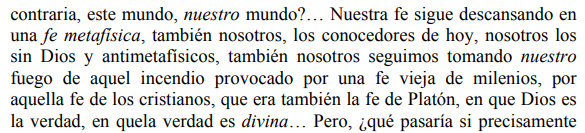 contraria, este mundo, nuestro mundo?… Nuestra fe sigue descansando en
una fe metafísica, también nosotros, los conocedores de hoy, nosotros los
sin Dios y antimetafísicos, también nosotros seguimos tomando nuestro
fuego de aquel incendio provocado por una fe vieja de milenios, por
aquella fe de los cristianos, que era también la fe de Platón, en que Dios es
la verdad, en quela verdad es divina… Pero, ¿qué pasaría si precisamente